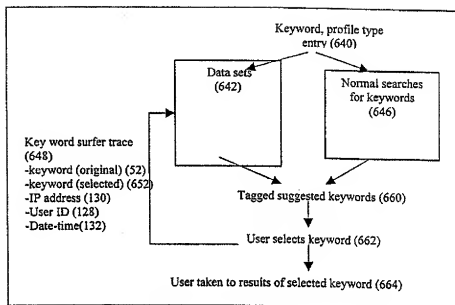 Keyword, profile type
entry (640)
Data sets
(642)
Normal searches
for keywords
(646)
Key word surfer trace
(648)
-keyword (original) (52)
-keyword (selected) (652)
-IP address (130)
-User ID (128)
-Date-time(132)
Tagged suggested keywords (660)
User selects keyword (662)
User taken to results of selected keyword (664)